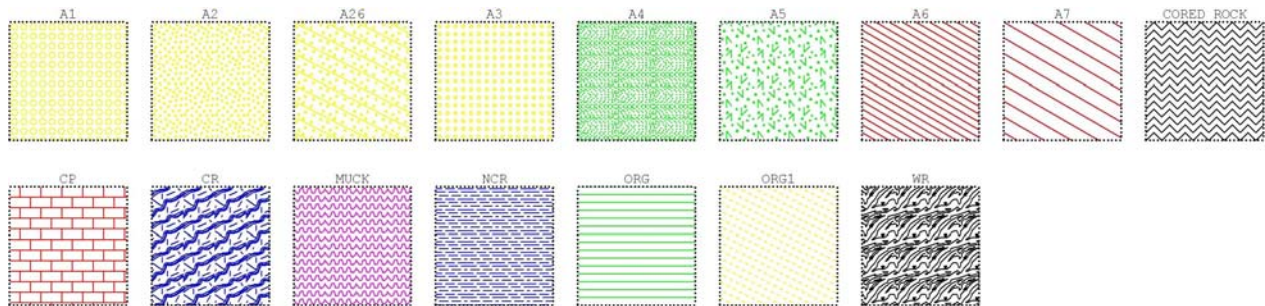 A1 A2 A26 A3 A4 A5 A6 A7 CORED ROCK
CP CR MUCK NCR ORG ORG1 WR